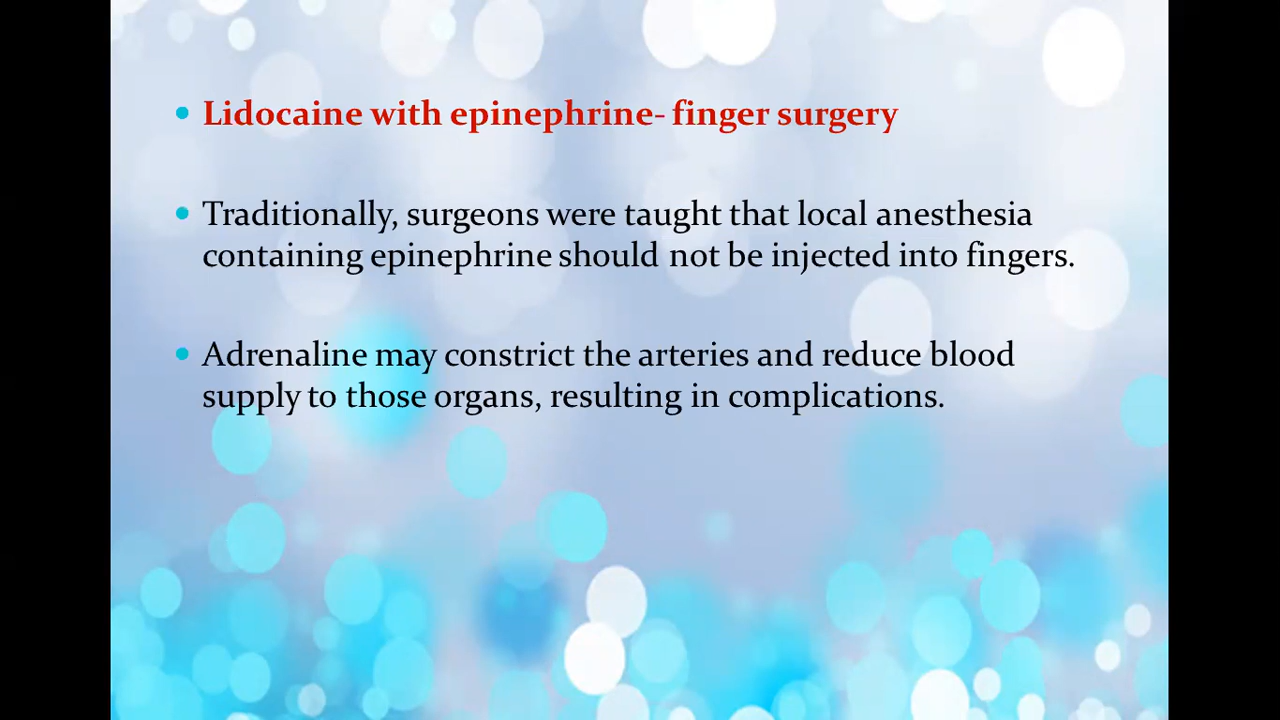 • Lidocaine with epinephrine- finger surgery
• Traditionally, surgeons were taught that local anesthesia
containing epinephrine should not be injected into fingers.
• Adrenaline may constrict the arteries and reduce blood
supply to those organs, resulting in complications.